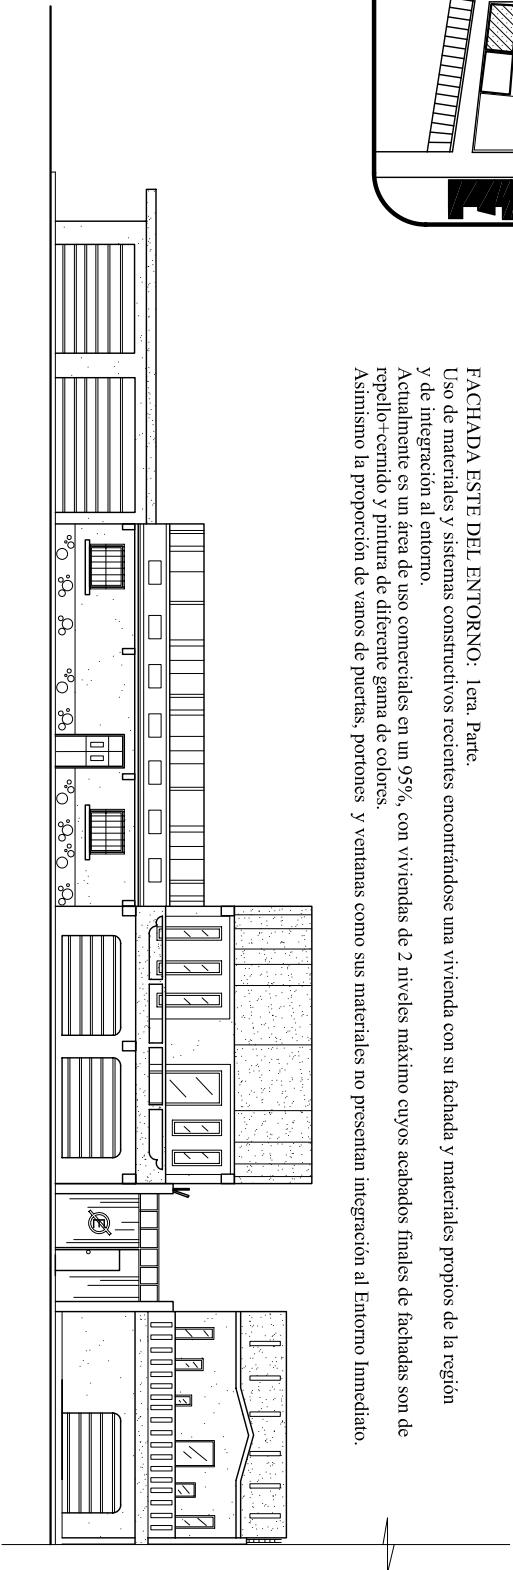 FACHADA ESTE DEL ENTORNO: 1era. Parte.
Uso de materiales y sistemas constructivos recientes encontrándose una vivienda con su fachada y materiales propios de la región
y de integración al entorno.
Actualmente es un área de uso comerciales en un 95%, con viviendas de 2 niveles máximo cuyos acabados finales de fachadas son de
repello+cernido y pintura de diferente gama de colores.
Asimismo la proporción de vanos de puertas, portones y ventanas como sus materiales no presentan integración al Entorno Inmediato.
E